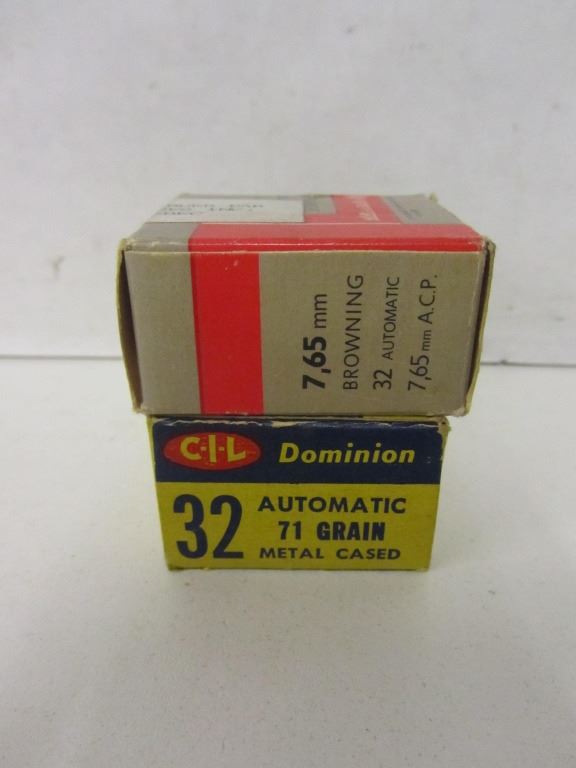 7,65 mm
BROWNING
32 AUTOMATIC
7,65 mm A.C.P.
C-I-L Dominion
32 AUTOMATIC
71 GRAIN
METAL CASED